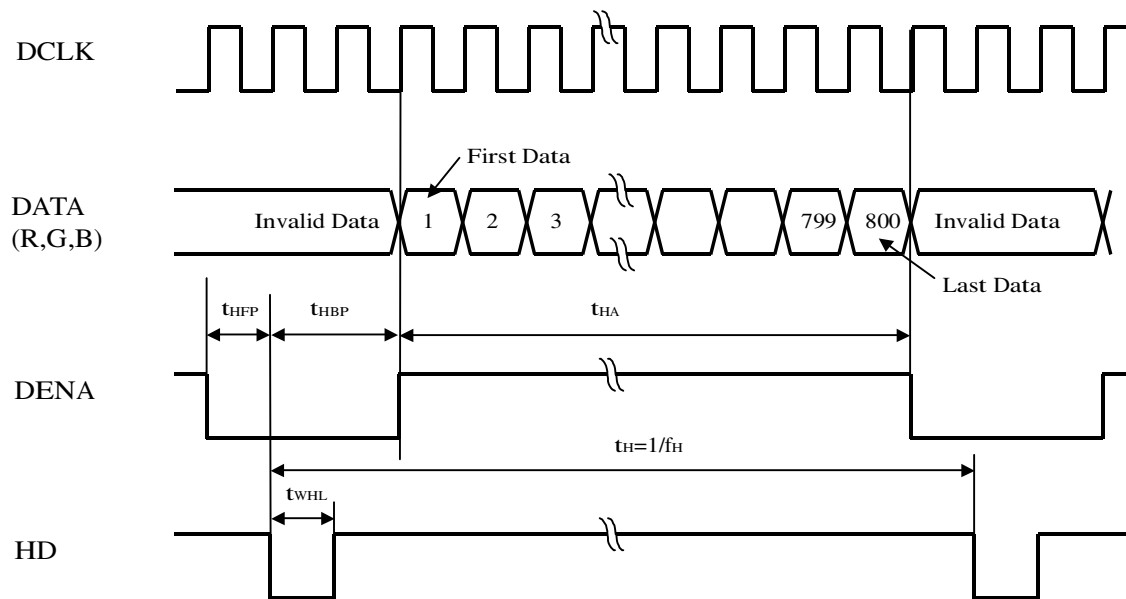 DCLK
First Data
DATA
(R,G,B)
Invalid Data
1
2
3
799
800
Invalid Data
Last Data
tHFP
tHBP
tHA
DENA
tH=1/fH
tWHL
HD